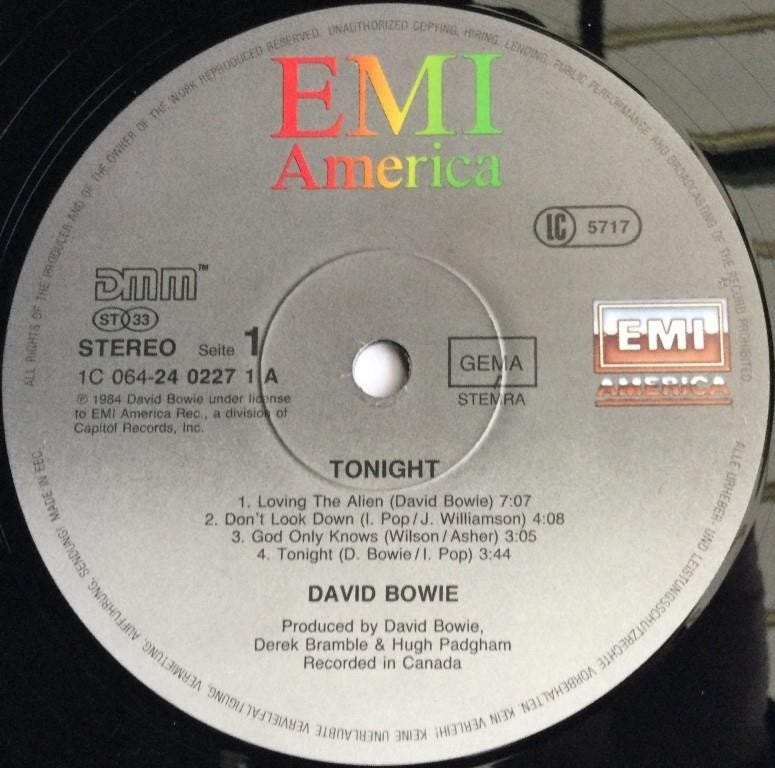 ALL RIGHTS OF THE PRODUCER AND OF THE OWNER OF THE WORK REPRODUCED RESERVED. UNAUTHORIZED COPYING, HIRING, LENDING, PUBLIC PERFORMANCE AND BROADCASTING OF THE RECORD PROHIBITED
EMI
America
LC 5717
DMM™
ST 33
STEREO Seite 1
1C 064-24 0227 1 A
℗ 1984 David Bowie under license
to EMI America Rec., a division of
Capitol Records, Inc.
GEMA
STEMRA
EMI
AMERICA
TONIGHT
1. Loving The Alien (David Bowie) 7:07
2. Don't Look Down (I. Pop/J. Williamson) 4:08
3. God Only Knows (Wilson/Asher) 3:05
4. Tonight (D. Bowie/I. Pop) 3:44
DAVID BOWIE
Produced by David Bowie,
Derek Bramble & Hugh Padgham
Recorded in Canada
ALLE URHEBER- UND LEISTUNGSSCHUTZRECHTE VORBEHALTEN. KEIN VERLEIH! KEINE UNERLAUBTE VERVIELFÄLTIGUNG, VERMIETUNG, AUFFÜHRUNG, SENDUNG! MADE IN EEC.